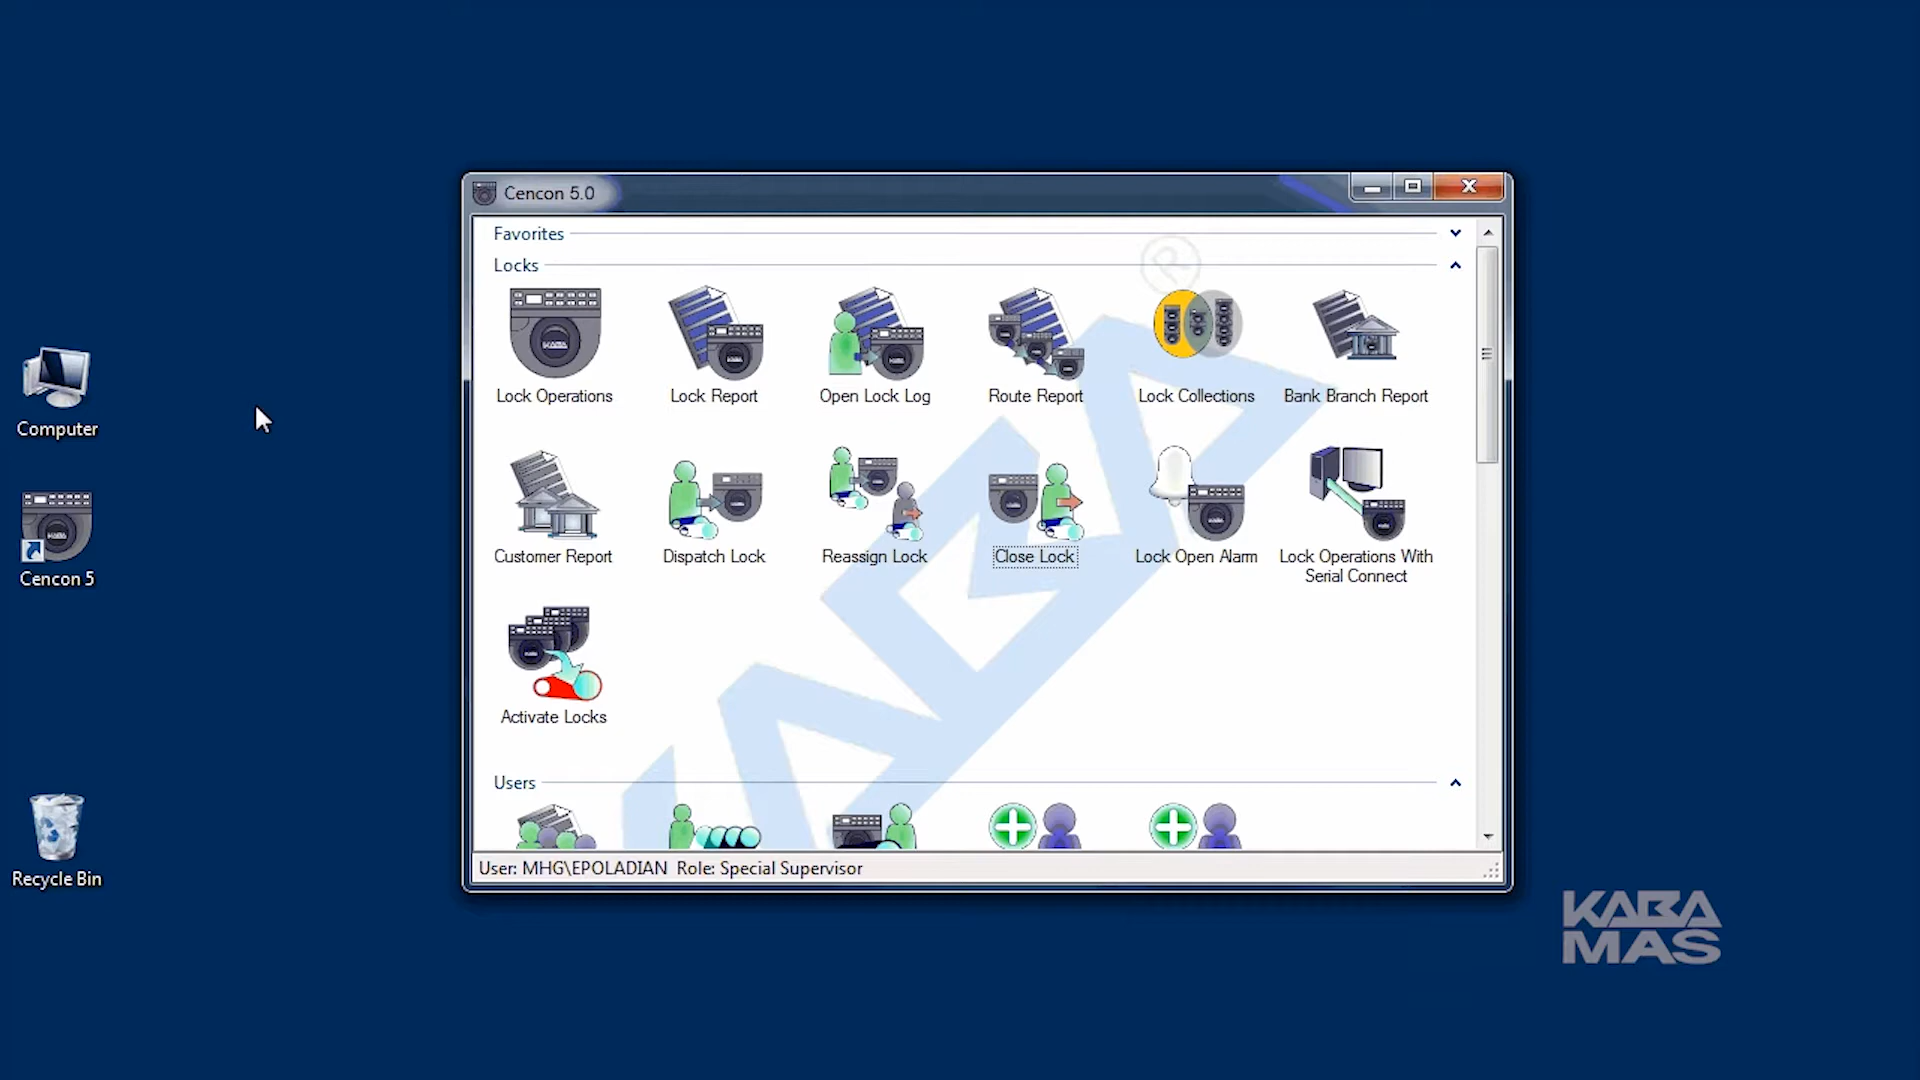 Cencon 5.0
Favorites
Locks
Lock Operations
Lock Report
Open Lock Log
Route Report
Lock Collections
Bank Branch Report
Customer Report
Dispatch Lock
Reassign Lock
Close Lock
Lock Open Alarm
Lock Operations With
Serial Connect
Activate Locks
Users
User: MHG\EPOLADIAN Role: Special Supervisor
Computer
Cencon 5
Recycle Bin
KABA
MAS
KABA
®